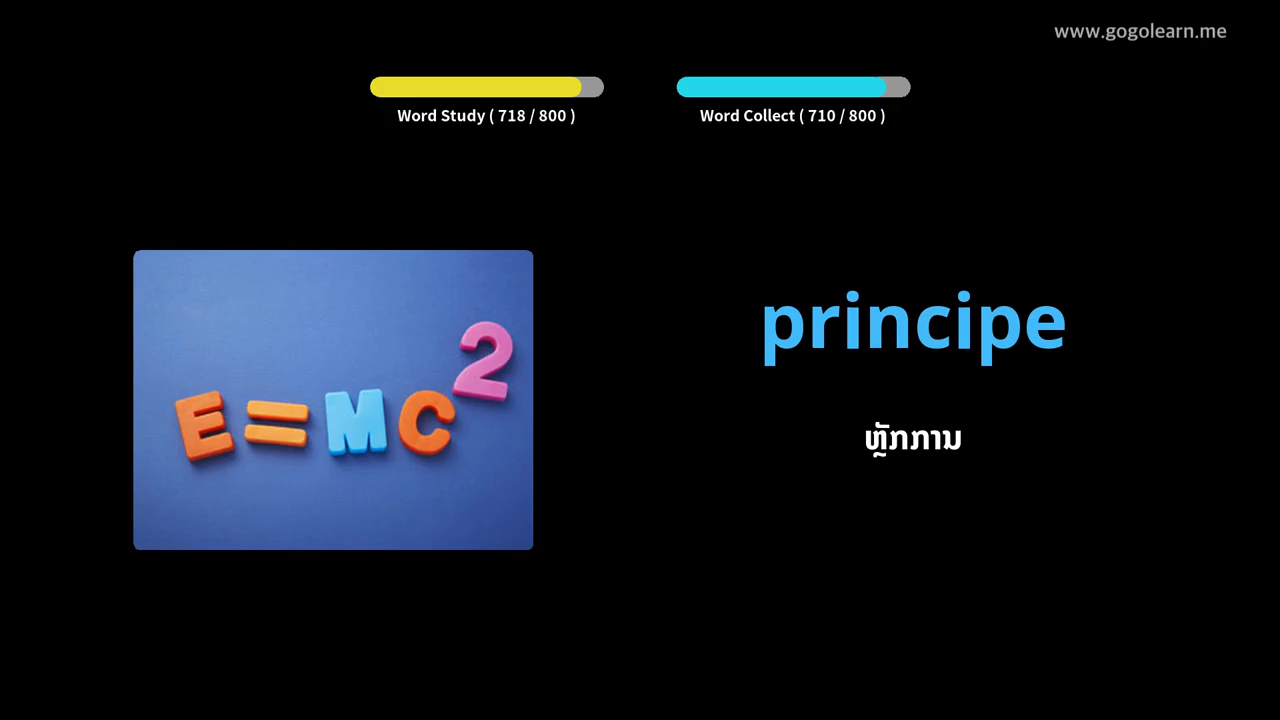 www.gogolearn.me
Word Study ( 718 / 800 )
Word Collect ( 710 / 800 )
E=MC2
principe
ຫຼັກການ